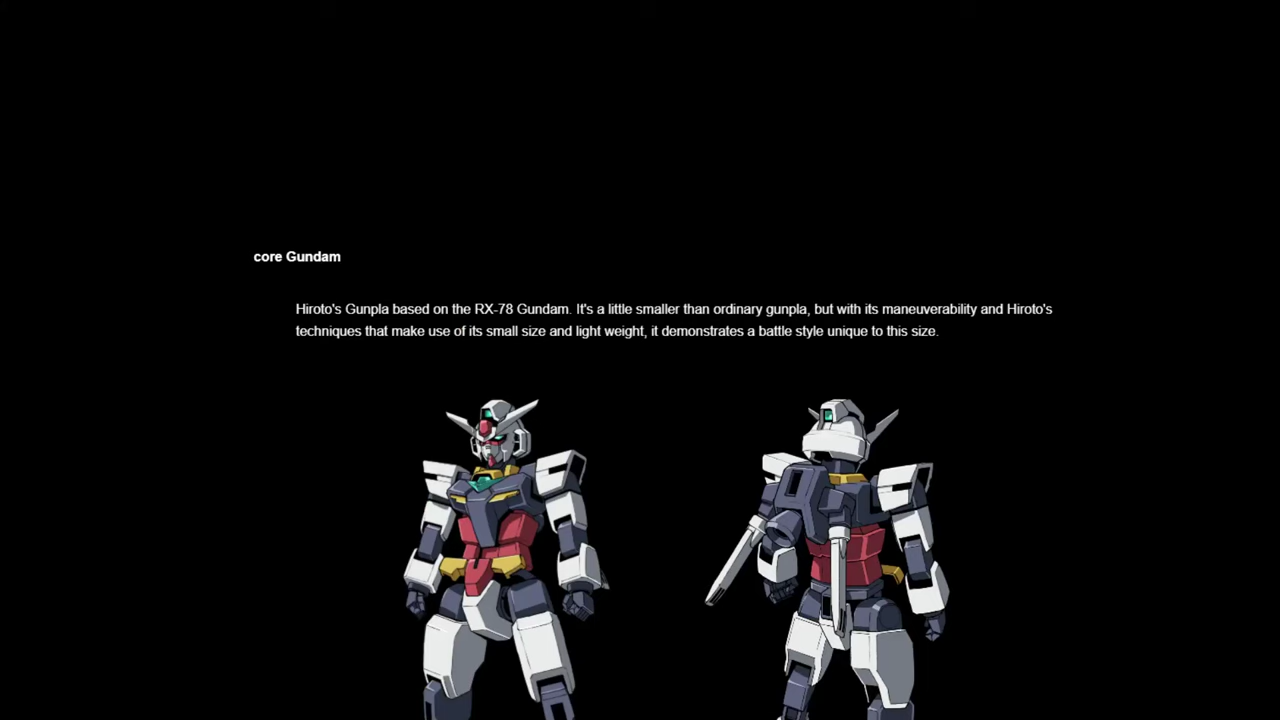 core Gundam
Hiroto's Gunpla based on the RX-78 Gundam. It's a little smaller than ordinary gunpla, but with its maneuverability and Hiroto's
techniques that make use of its small size and light weight, it demonstrates a battle style unique to this size.